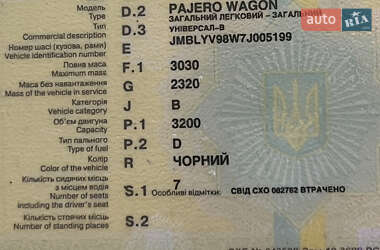 Модель D.2 PAJERO WAGON
Type ЗАГАЛЬНИЙ ЛЕГКОВИЙ - ЗАГАЛЬНИЙ
Тип D.3 УНІВЕРСАЛ-B
Commercial description JMBLYV98W7J005199
Номер шасі (кузова, рами) E
Vehicle identification number
Повна маса F.1 3030
Maximum mass
Маса без навантаження G 2320
Mass of the vehicle in service
Категорія J B
Vehicle category
Об'єм двигуна P.1 3200
Capacity
Тип пального P.2 D
Type of fuel
Колір R ЧОРНИЙ
Color of the vehicle
Кількість сидячих місць 7
з місцем водія S.1 Особливі відмітки: СВІД СХО 062762 ВТРАЧЕНО
Number of seats
including the driver's seat
Кількість стоячих місць S.2
Number of standing places
AUTO RIA .com